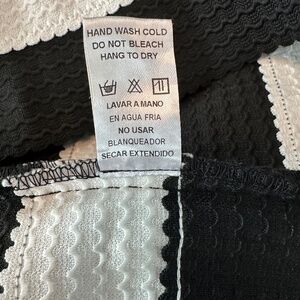 HAND WASH COLD
DO NOT BLEACH
HANG TO DRY
LAVAR A MANO
EN AGUA FRIA
NO USAR
BLANQUEADOR
SECAR EXTENDIDO